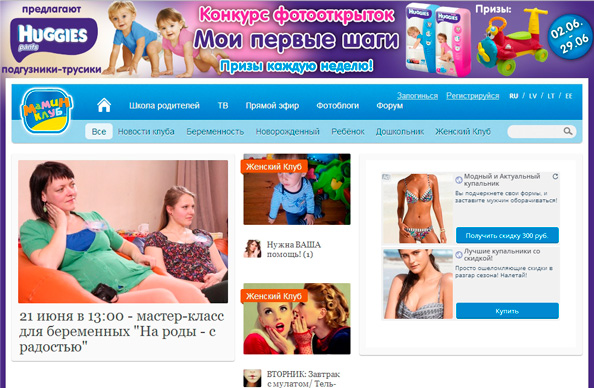 предлагают
HUGGIES
pants
подгузники-трусики
Конкурс фотооткрыток
Мои первые шаги
Призы каждую неделю!
Призы:
02.06.
-
29.06
Мамин
клуб
Залогиниться Регистрируйся RU / LV / LT / EE
Школа родителей ТВ Прямой эфир Фотоблоги Форум
Все Новости клуба Беременность Новорожденный Ребёнок Дошкольник Женский Клуб
21 июня в 13:00 - мастер-класс
для беременных "На роды - с
радостью"
Женский Клуб
Нужна ВАША
помощь! (1)
Женский Клуб
ВТОРНИК: Завтрак
с мулатом/ Тель-
Модный и Актуальный
купальник
Вы подчеркнете свои формы, и
заставите мужчин оборачиваться!
Получить скидку 300 руб.
Лучшие купальники со
скидкой!
Просто ошеломляющие скидки в
разгар сезона! Налетай!
Купить